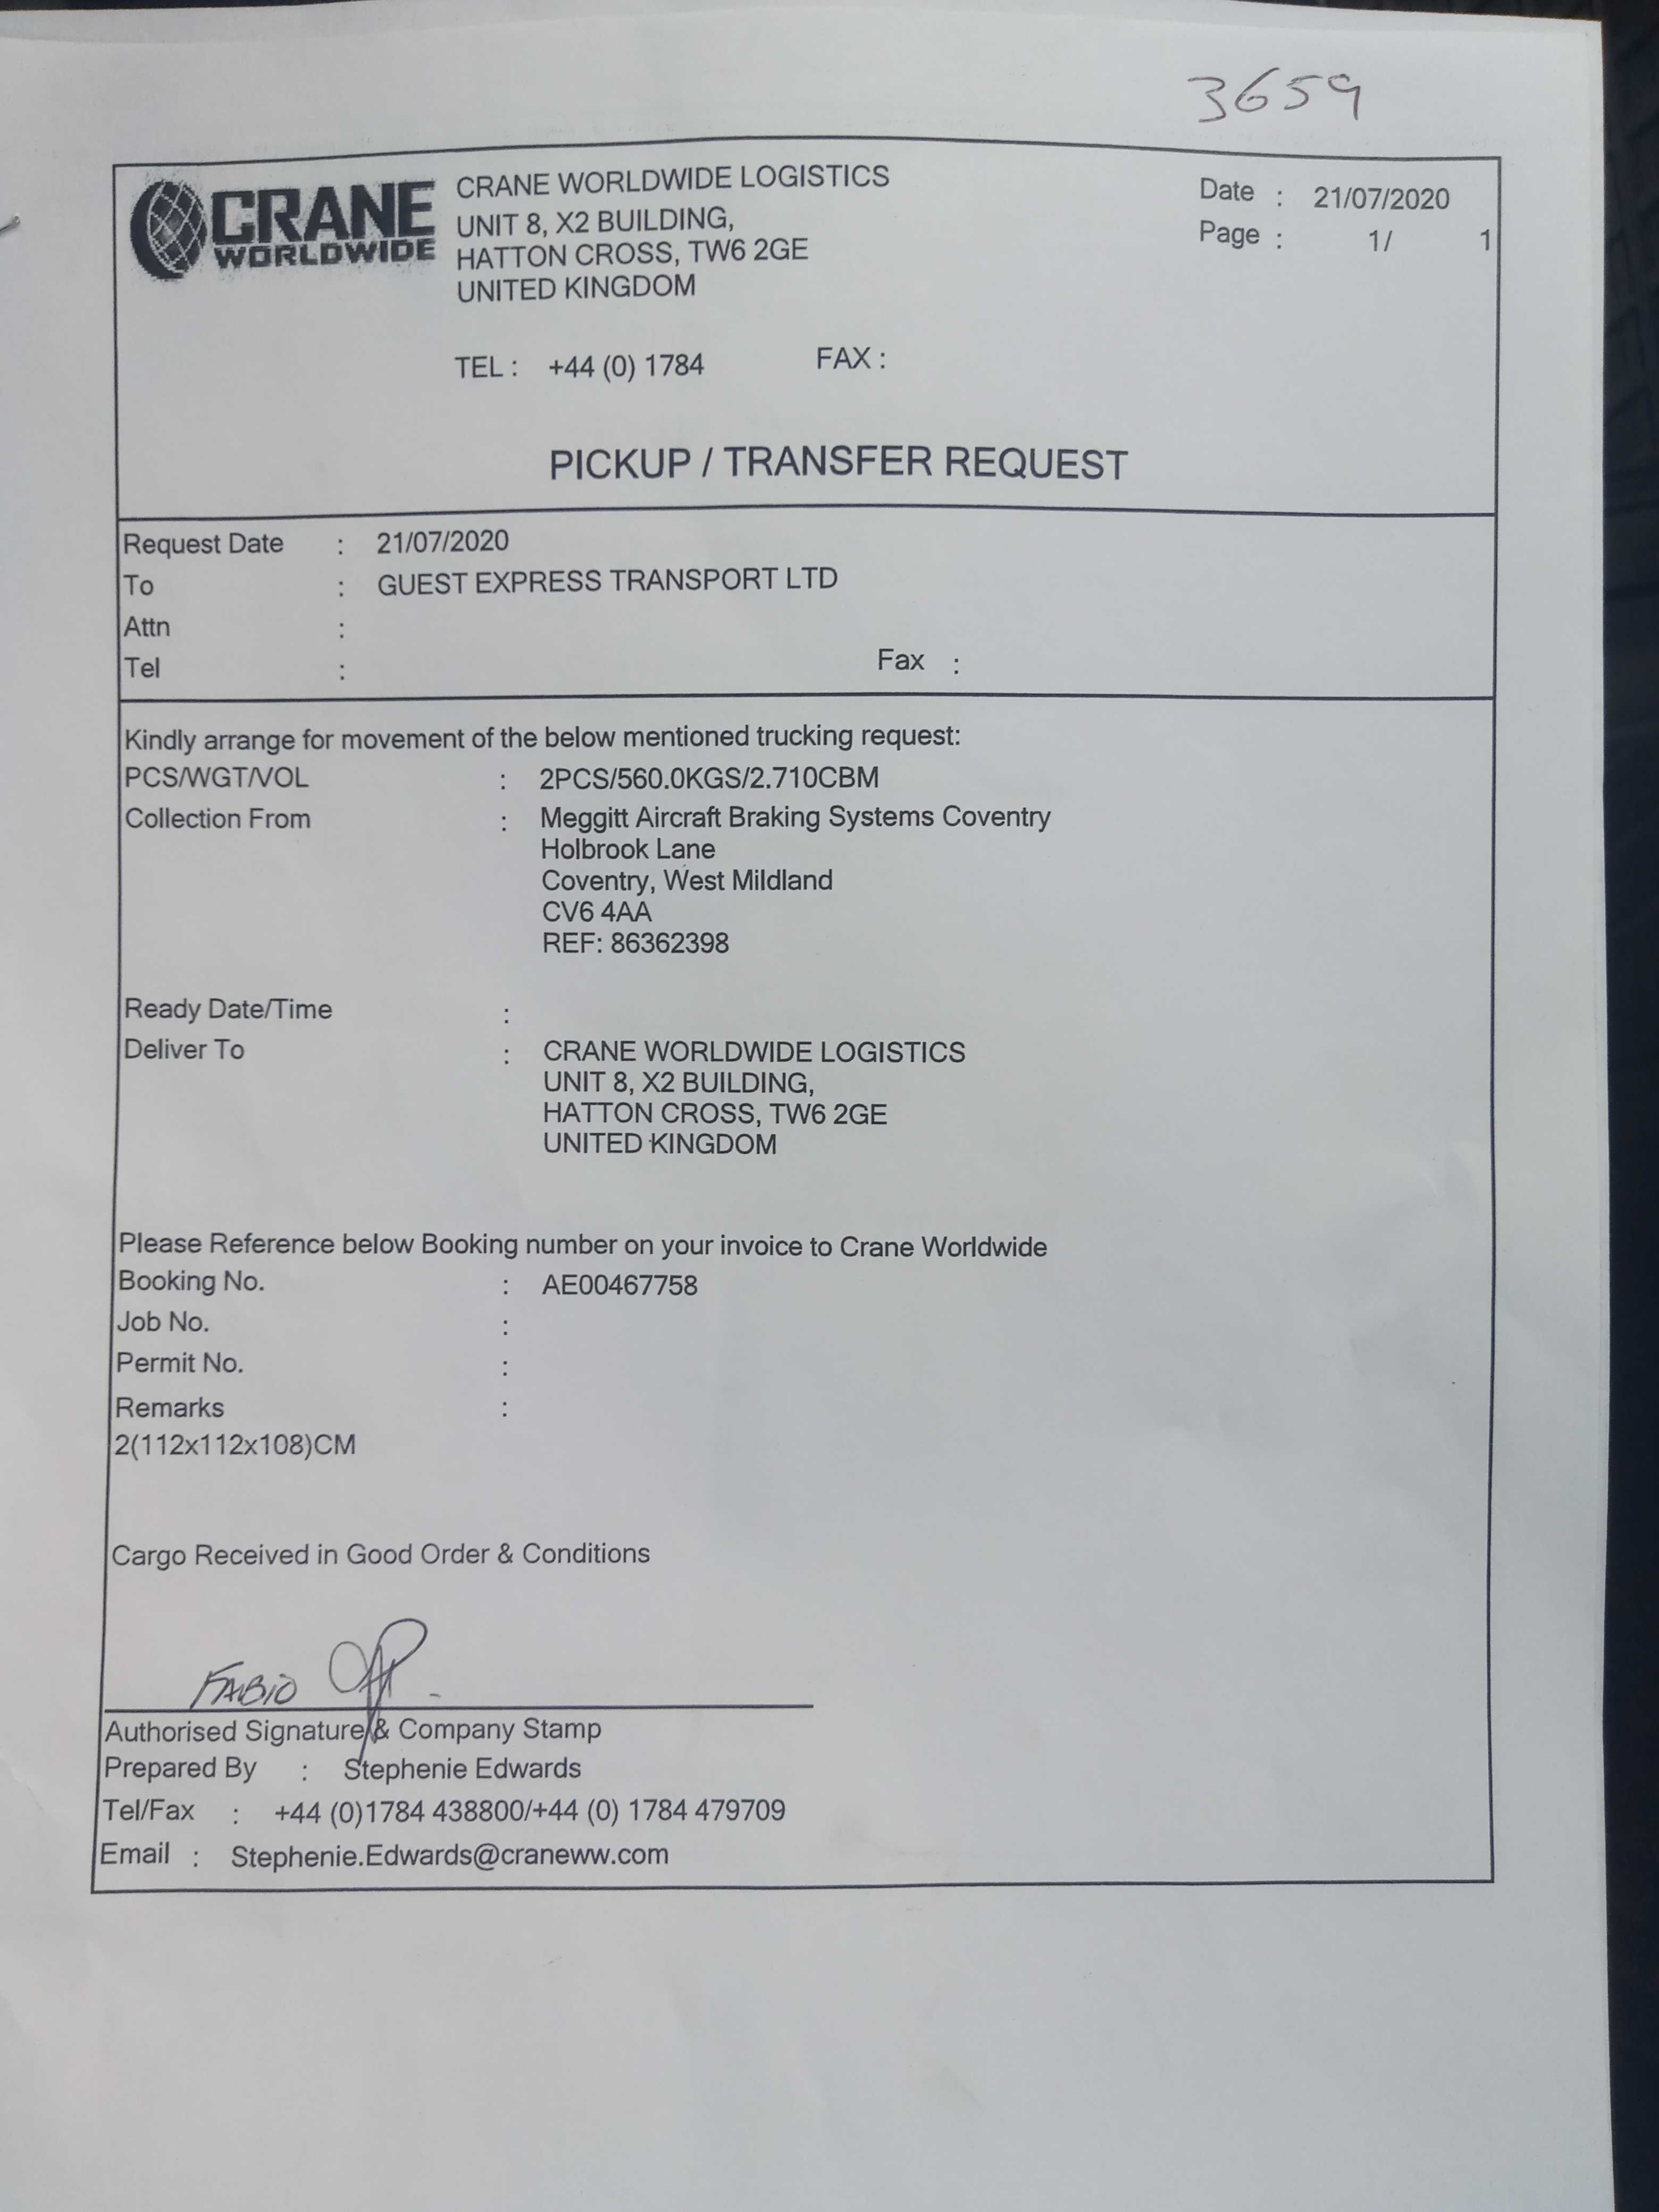 3659
CRANE
WORLDWIDE
CRANE WORLDWIDE LOGISTICS
UNIT 8, X2 BUILDING,
HATTON CROSS, TW6 2GE
UNITED KINGDOM
Date : 21/07/2020
Page : 1/ 1
TEL : +44 (0) 1784 FAX :
PICKUP / TRANSFER REQUEST
Request Date : 21/07/2020
To : GUEST EXPRESS TRANSPORT LTD
Attn :
Tel : Fax :
Kindly arrange for movement of the below mentioned trucking request:
PCS/WGT/VOL : 2PCS/560.0KGS/2.710CBM
Collection From : Meggitt Aircraft Braking Systems Coventry
Holbrook Lane
Coventry, West Mildland
CV6 4AA
REF: 86362398
Ready Date/Time :
Deliver To : CRANE WORLDWIDE LOGISTICS
UNIT 8, X2 BUILDING,
HATTON CROSS, TW6 2GE
UNITED KINGDOM
Please Reference below Booking number on your invoice to Crane Worldwide
Booking No. : AE00467758
Job No. :
Permit No. :
Remarks :
2(112x112x108)CM
Cargo Received in Good Order & Conditions
FABIO
Authorised Signature & Company Stamp
Prepared By : Stephenie Edwards
Tel/Fax : +44 (0)1784 438800/+44 (0) 1784 479709
Email : Stephenie.Edwards@craneww.com